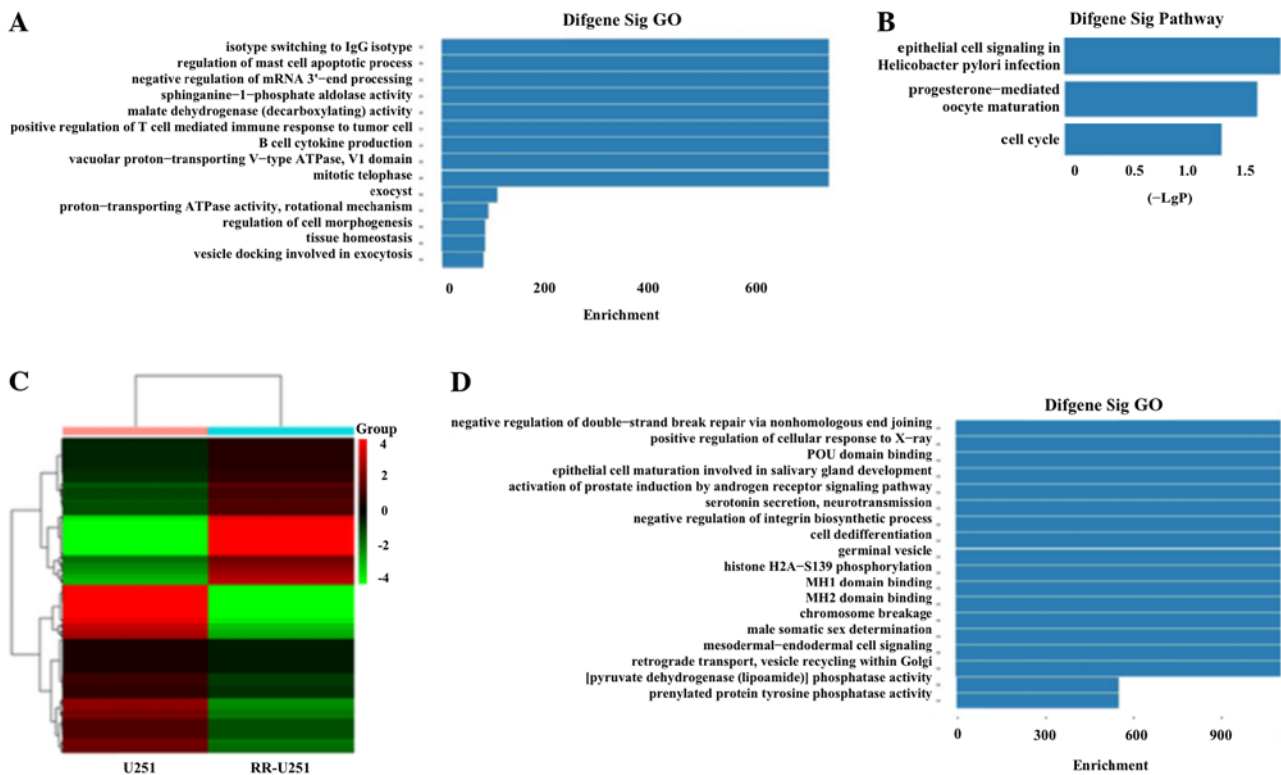 A
Difgene Sig GO
isotype switching to IgG isotype
regulation of mast cell apoptotic process
negative regulation of mRNA 3'−end processing
sphinganine−1−phosphate aldolase activity
malate dehydrogenase (decarboxylating) activity
positive regulation of T cell mediated immune response to tumor cell
B cell cytokine production
vacuolar proton−transporting V−type ATPase, V1 domain
mitotic telophase
exocyst
proton−transporting ATPase activity, rotational mechanism
regulation of cell morphogenesis
tissue homeostasis
vesicle docking involved in exocytosis
0 200 400 600
Enrichment
B
Difgene Sig Pathway
epithelial cell signaling in
Helicobacter pylori infection
progesterone−mediated
oocyte maturation
cell cycle
0 0.5 1.0 1.5
(−LgP)
C
Group
4
2
0
-2
-4
U251 RR-U251
D
Difgene Sig GO
negative regulation of double−strand break repair via nonhomologous end joining
positive regulation of cellular response to X−ray
POU domain binding
epithelial cell maturation involved in salivary gland development
activation of prostate induction by androgen receptor signaling pathway
serotonin secretion, neurotransmission
negative regulation of integrin biosynthetic process
cell dedifferentiation
germinal vesicle
histone H2A−S139 phosphorylation
MH1 domain binding
MH2 domain binding
chromosome breakage
male somatic sex determination
mesodermal−endodermal cell signaling
retrograde transport, vesicle recycling within Golgi
[pyruvate dehydrogenase (lipoamide)] phosphatase activity
prenylated protein tyrosine phosphatase activity
0 300 600 900
Enrichment